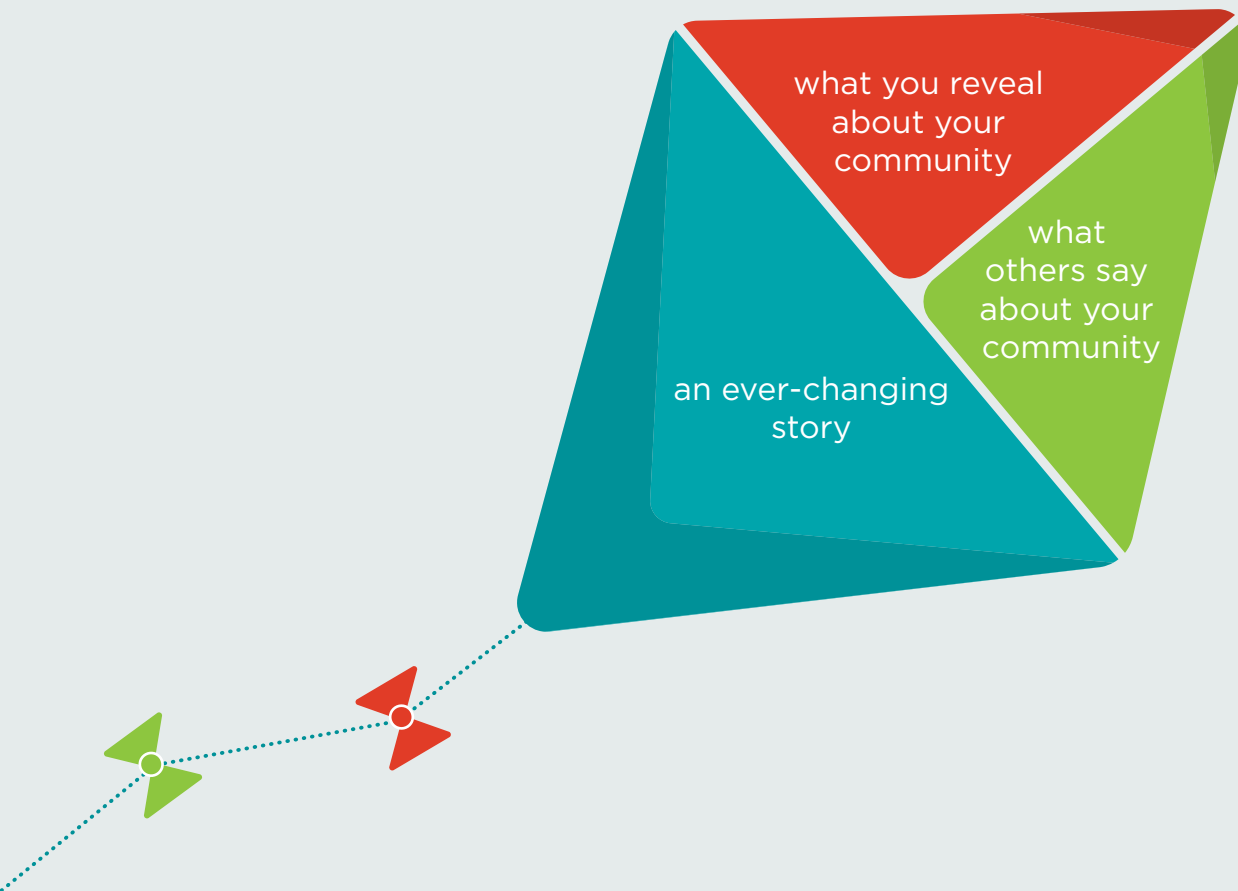 what you reveal
about your
community
what
others say
about your
community
an ever-changing
story